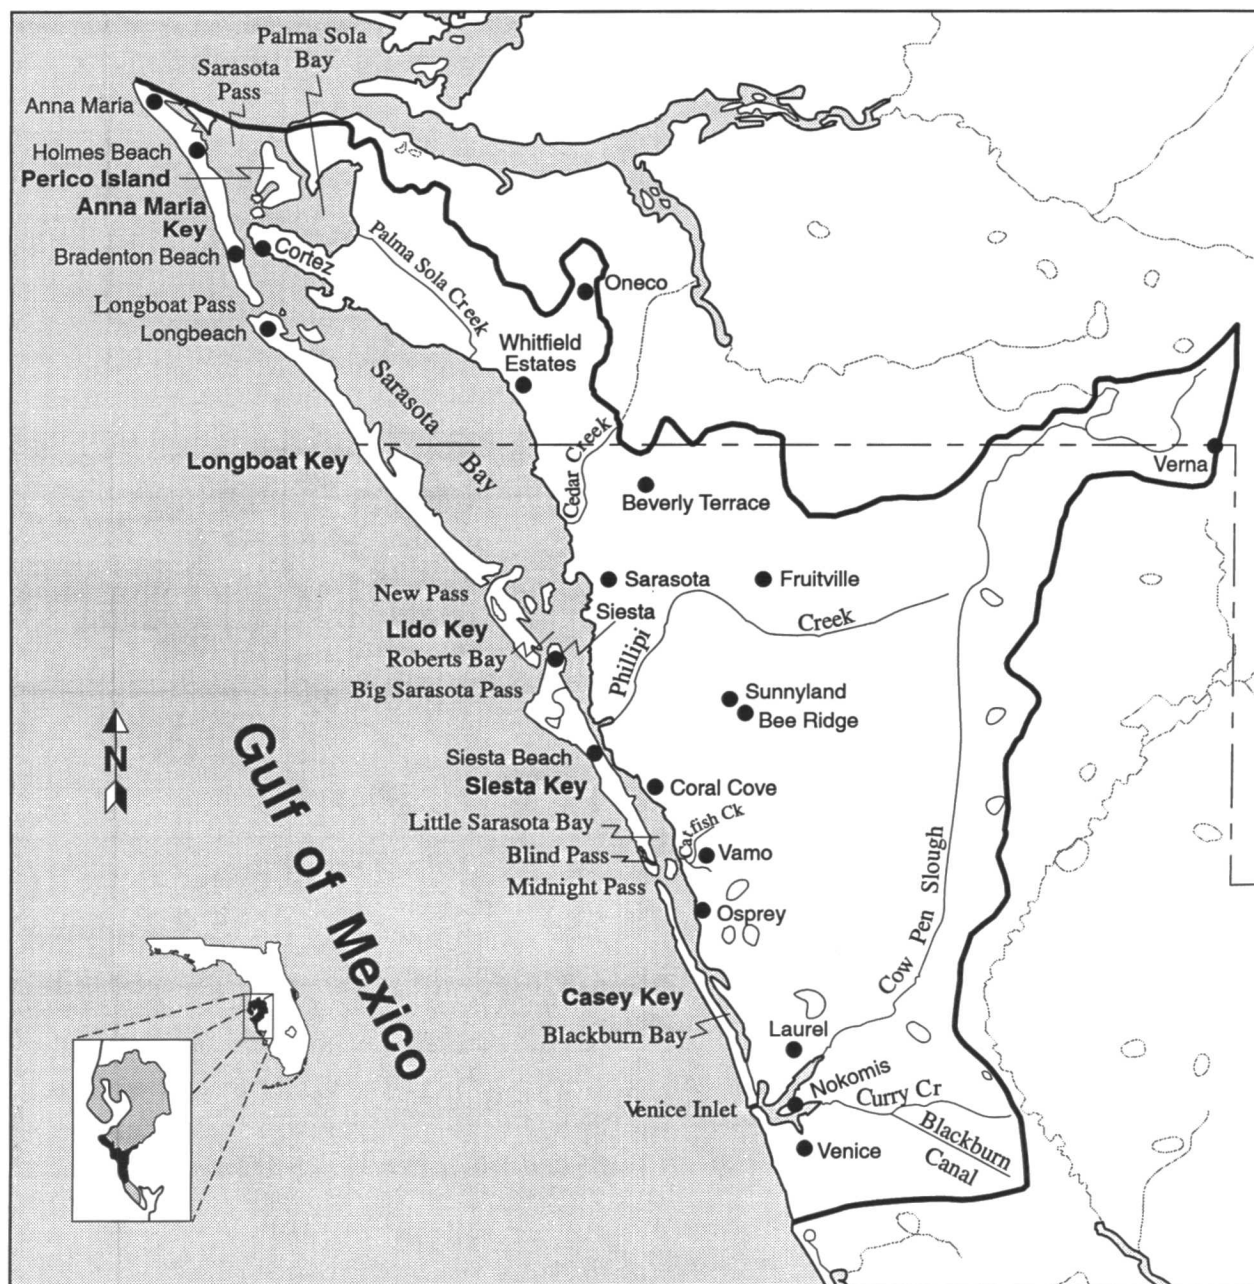 Palma Sola
Bay
Sarasota
Pass
Anna Maria
Holmes Beach
Perico Island
Anna Maria
Key
Bradenton Beach
Cortez
Palma Sola Creek
Oneco
Longboat Pass
Longbeach
Whitfield
Estates
Sarasota
Bay
Cedar Creek
Longboat Key
Verna
Beverly Terrace
New Pass
Sarasota
Fruitville
Siesta
Lido Key
Phillipi
Creek
Roberts Bay
Big Sarasota Pass
Sunnyland
Bee Ridge
N
Gulf of Mexico
Siesta Beach
Siesta Key
Coral Cove
Little Sarasota Bay
Catfish Ck
Blind Pass
Vamo
Midnight Pass
Osprey
Cow Pen Slough
Casey Key
Blackburn Bay
Laurel
Nokomis
Venice Inlet
Curry Cr
Blackburn
Canal
Venice